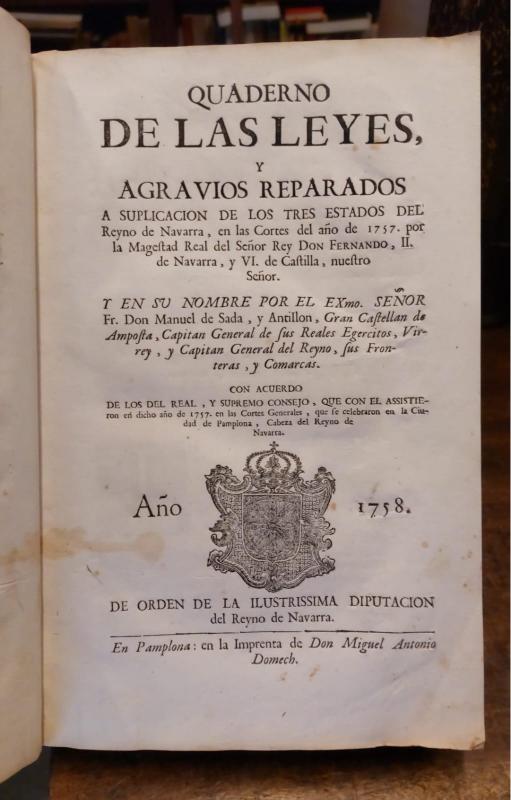 QUADERNO
DE LAS LEYES,
Y
AGRAVIOS REPARADOS
A SUPLICACION DE LOS TRES ESTADOS DEL
Reyno de Navarra, en las Cortes del año de 1757. por
la Mageſtad Real del Señor Rey DON FERNANDO, II.
de Navarra, y VI. de Caſtilla, nueſtro
Señor.
Y EN SU NOMBRE POR EL EXmo. SEÑOR
Fr. Don Manuel de Sada, y Antillon, Gran Caſtellan de
Ampoſta, Capitan General de ſus Reales Egercitos, Vir-
rey, y Capitan General del Reyno, ſus Fron-
teras, y Comarcas.
CON ACUERDO
DE LOS DEL REAL, Y SUPREMO CONSEJO, QUE CON EL ASSISTIE-
ron en dicho año de 1757. en las Cortes Generales, que ſe celebraron en la Ciu-
dad de Pamplona, Cabeza del Reyno de
Navarra.
Año 1758.
DE ORDEN DE LA ILUSTRISSIMA DIPUTACION
del Reyno de Navarra.
En Pamplona: en la Imprenta de Don Miguel Antonio
Domech.